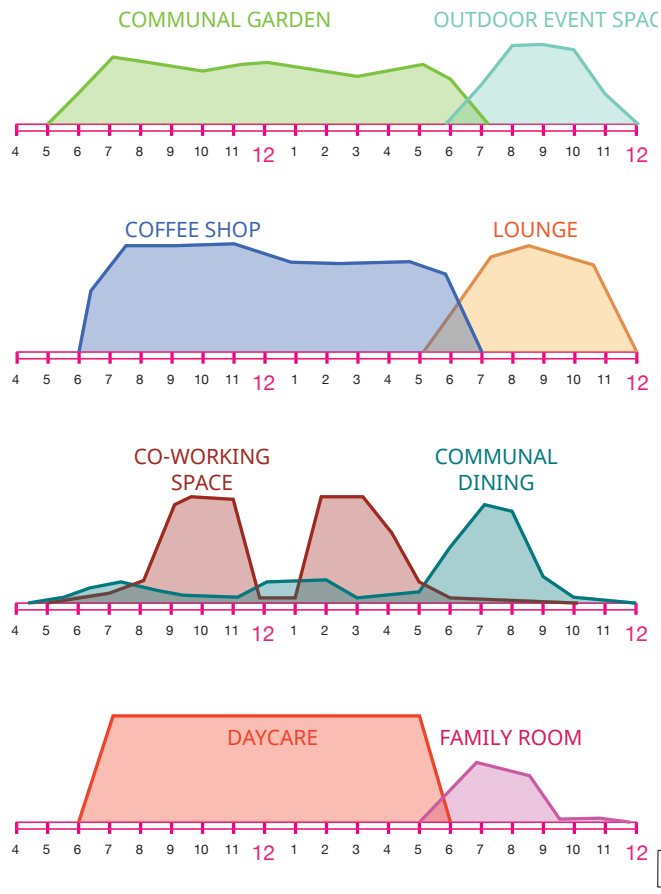 COMMUNAL GARDEN
OUTDOOR EVENT SPAC
4 5 6 7 8 9 10 11 12 1 2 3 4 5 6 7 8 9 10 11 12
COFFEE SHOP
LOUNGE
4 5 6 7 8 9 10 11 12 1 2 3 4 5 6 7 8 9 10 11 12
CO-WORKING
SPACE
COMMUNAL
DINING
4 5 6 7 8 9 10 11 12 1 2 3 4 5 6 7 8 9 10 11 12
DAYCARE
FAMILY ROOM
4 5 6 7 8 9 10 11 12 1 2 3 4 5 6 7 8 9 10 11 12